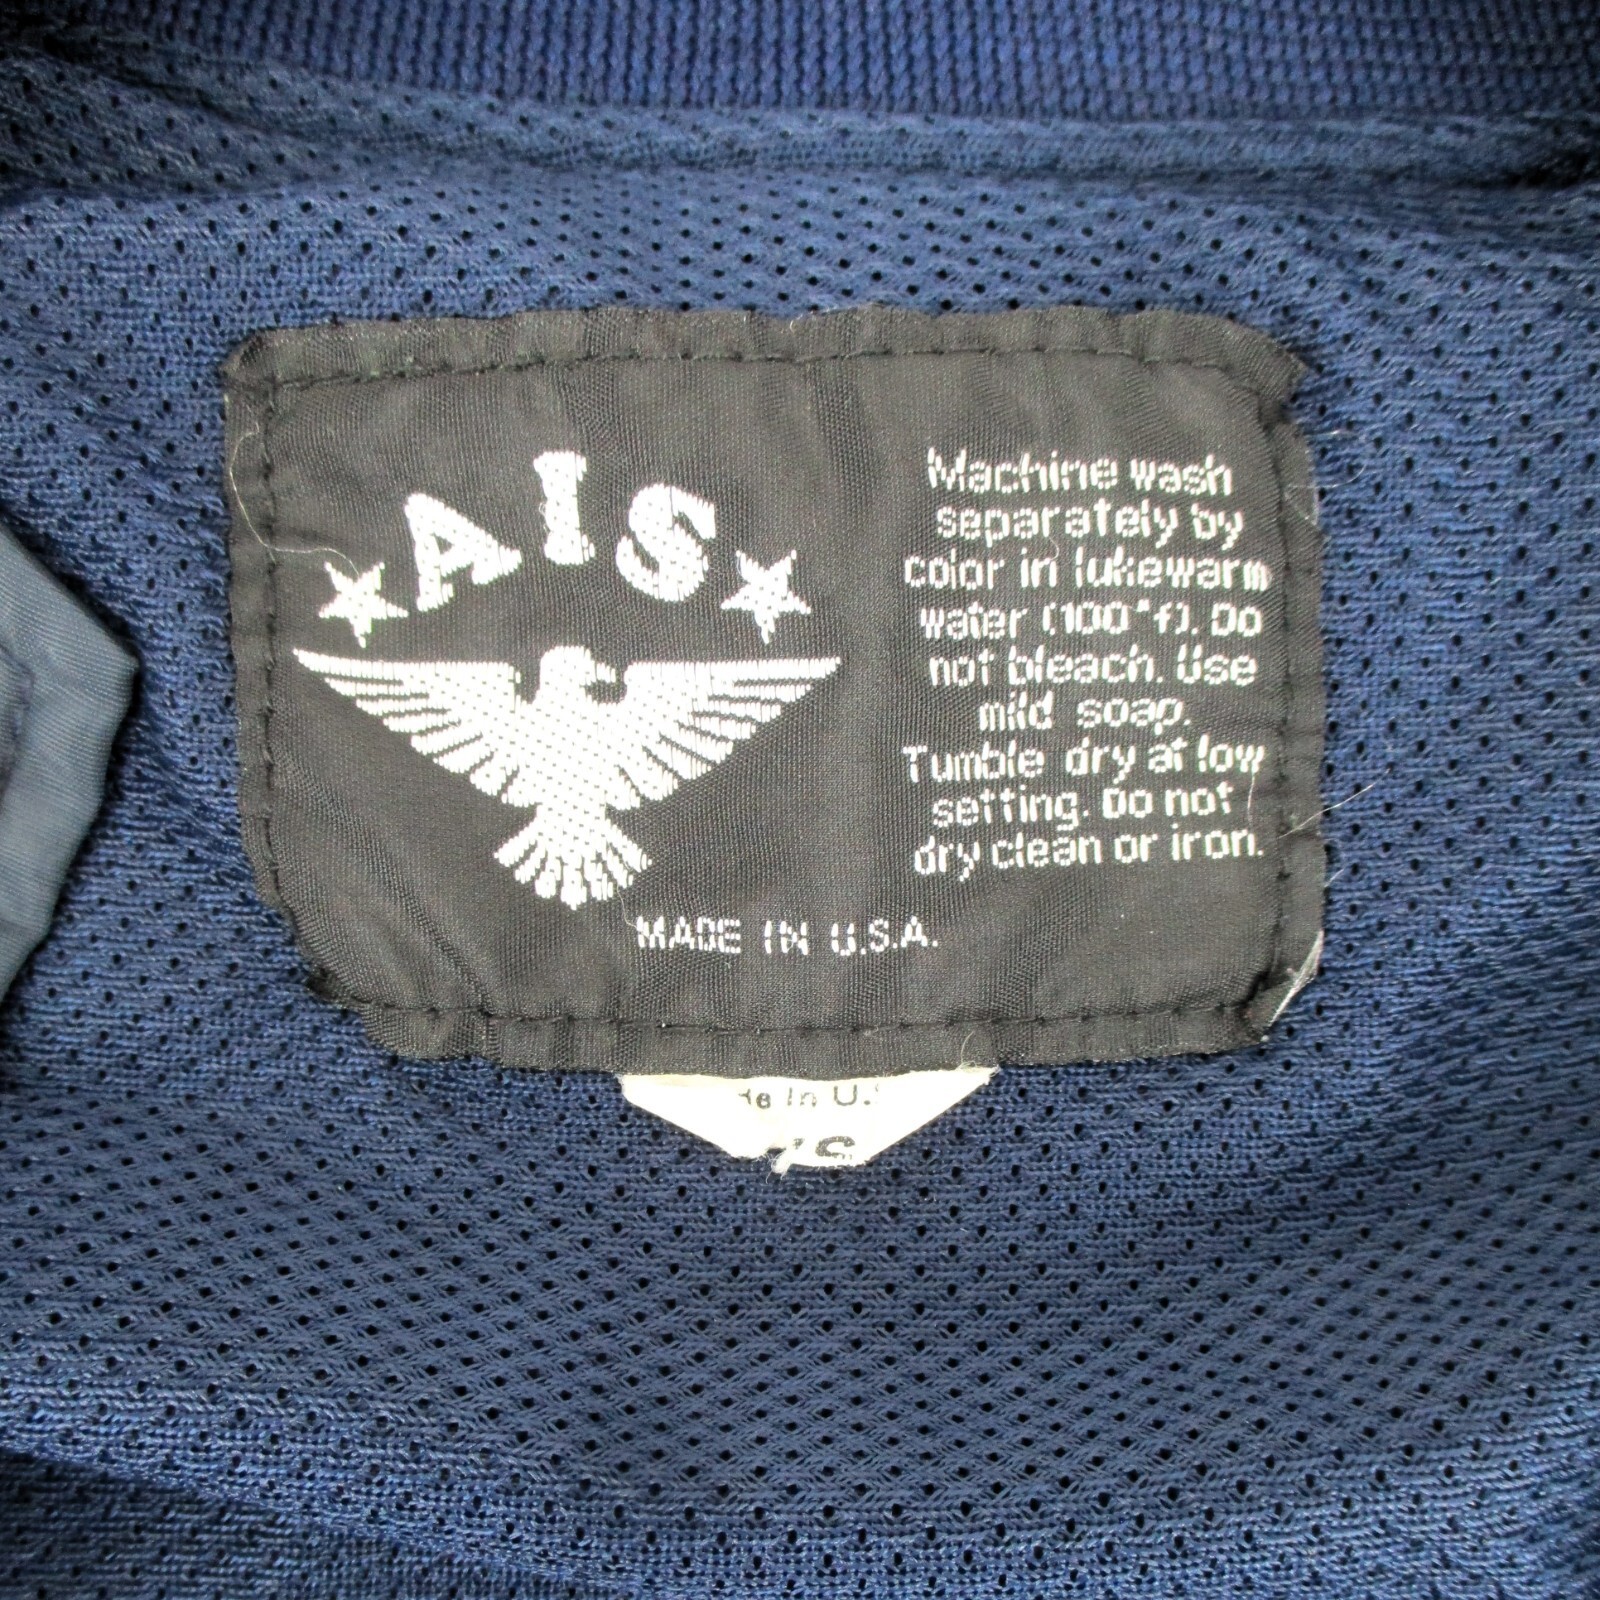 AIS
Machine wash
separately by
color in lukewarm
water (100°f). Do
not bleach. Use
mild soap.
Tumble dry at low
setting. Do not
dry clean or iron.
MADE IN U.S.A.
In U.S